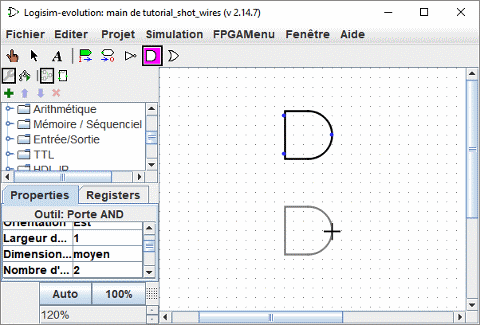 Logisim-evolution: main de tutorial_shot_wires (v 2.14.7)
Fichier Editer Projet Simulation FPGAMenu Fenêtre Aide
A
Arithmétique
Mémoire / Séquenciel
Entrée/Sortie
TTL
HDL-IP
Properties Registers
Outil: Porte AND
Orientation Est
Largeur d... 1
Dimension... moyen
Nombre d'... 2
Auto 100%
120%